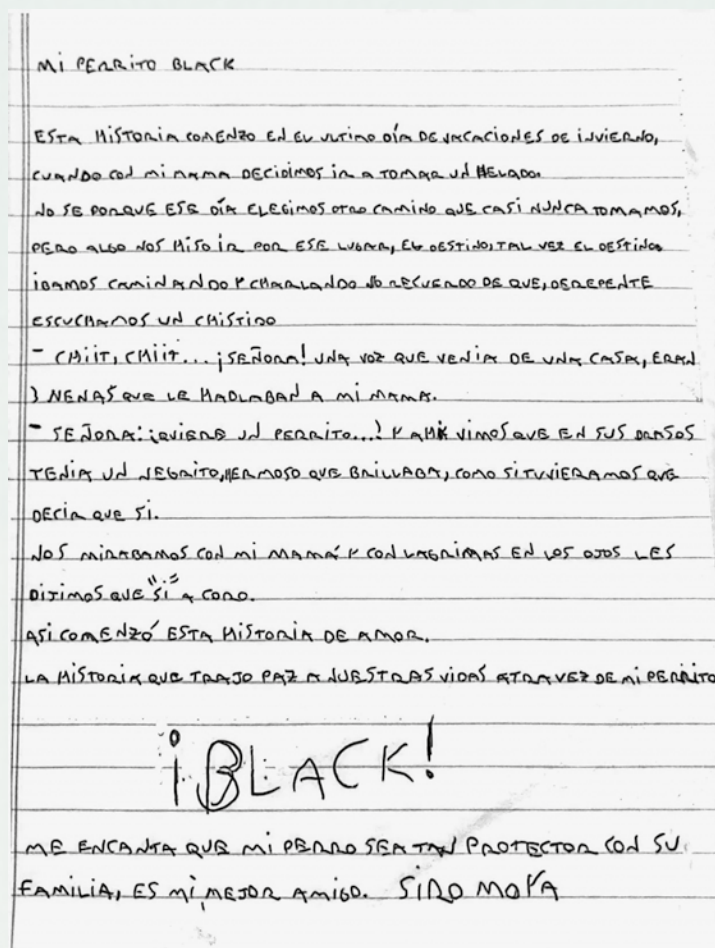 MI PERRITO BLACK
ESTA HISTORIA COMENZO EN EL ULTIMO DÍA DE VACACIONES DE INVIERNO,
CUANDO CON MI MAMA DECIDIMOS IR A TOMAR UN HELADO.
NO SE PORQUE ESE DÍA ELEGIMOS OTRO CAMINO QUE CASI NUNCA TOMAMOS,
PERO ALGO NOS HISO IR POR ESE LUGAR, EL DESTINO, TAL VEZ EL DESTINO.
IBAMOS CAMINANDO Y CHARLANDO NO RECUERDO DE QUE, DEREPENTE
ESCUCHAMOS UN CHISTIDO
- CHIIT, CHIIT... ¡SEÑORA! UNA VOZ QUE VENIA DE UNA CASA, ERAN
3 NENAS QUE LE HABLABAN A MI MAMA.
- SEÑORA: ¡QUIERE UN PERRITO...! Y AHI VIMOS QUE EN SUS BRASOS
TENIA UN NEGRITO, HERMOSO QUE BRILLABA, COMO SI TUVIERAMOS QUE
DECIR QUE SI.
NOS MIRABAMOS CON MI MAMÁ Y CON LAGRIMAS EN LOS OJOS LES
DIJIMOS QUE "SI" A CORO.
ASI COMENZÓ ESTA HISTORIA DE AMOR.
LA HISTORIA QUE TRAJO PAZ A NUESTRAS VIDAS ATRAVEZ DE MI PERRITO
¡BLACK!
ME ENCANTA QUE MI PERRO SEA TAN PROTECTOR CON SU
FAMILIA, ES MI MEJOR AMIGO. SIRO MOYA